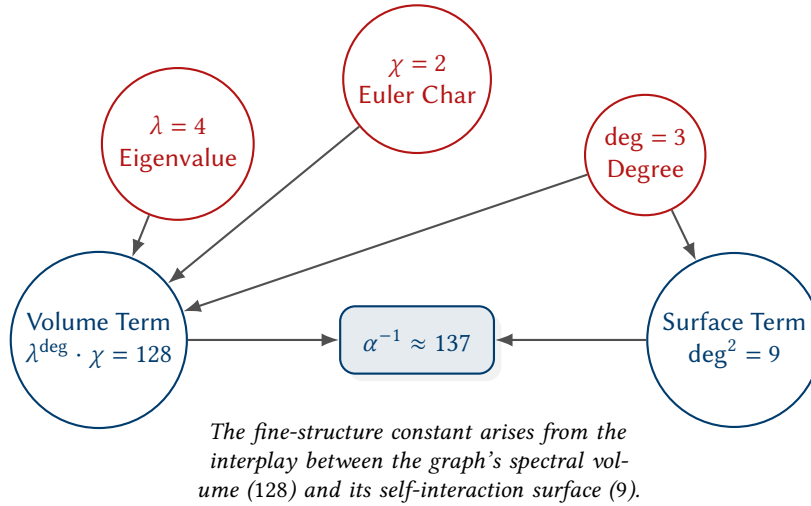 χ = 2
Euler Char
λ = 4
Eigenvalue
deg = 3
Degree
Volume Term
λ^deg · χ = 128
α⁻¹ ≈ 137
Surface Term
deg² = 9
The fine-structure constant arises from the
interplay between the graph's spectral vol-
ume (128) and its self-interaction surface (9).